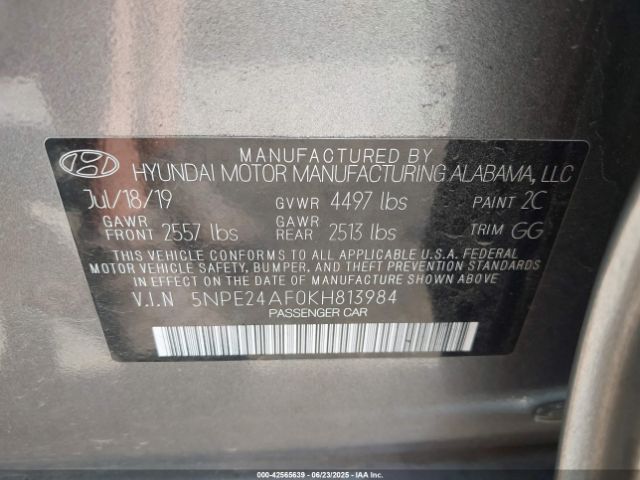 MANUFACTURED BY
HYUNDAI MOTOR MANUFACTURING ALABAMA, LLC
Jul/18/19 GVWR 4497 lbs PAINT 2C
GAWR FRONT 2557 lbs GAWR REAR 2513 lbs TRIM GG
THIS VEHICLE CONFORMS TO ALL APPLICABLE U.S.A. FEDERAL
MOTOR VEHICLE SAFETY, BUMPER, AND THEFT PREVENTION
STANDARDS IN EFFECT ON THE DATE OF MANUFACTURE SHOWN ABOVE
V.I.N 5NPE24AF0KH813984
PASSENGER CAR
000-42565639 - 06/23/2025 - IAAI.COM